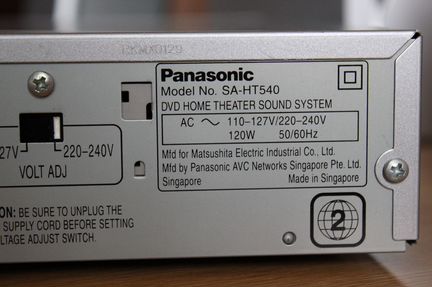 PKMX0129
Panasonic
Model No. SA-HT540
DVD HOME THEATER SOUND SYSTEM
AC ～ 110-127V/220-240V
120W 50/60Hz
Mfd for Matsushita Electric Industrial Co., Ltd.
Mfd by Panasonic AVC Networks Singapore Pte. Ltd.
Singapore Made in Singapore
27V 220-240V
VOLT ADJ
ON: BE SURE TO UNPLUG THE
SUPPLY CORD BEFORE SETTING
LTAGE ADJUST SWITCH.
2